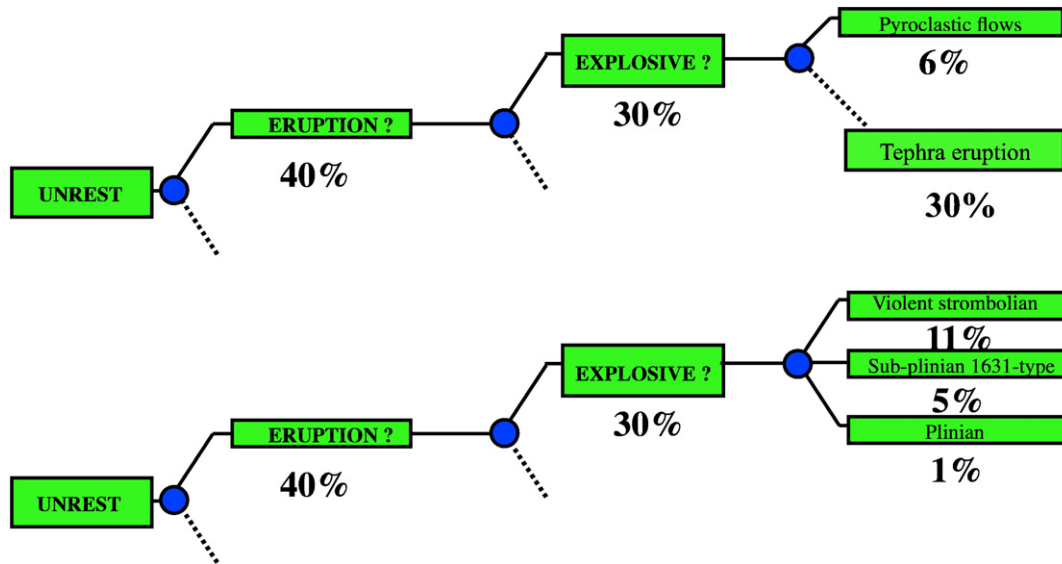 Pyroclastic flows
EXPLOSIVE ?
6%
30%
ERUPTION ?
Tephra eruption
40%
UNREST
30%
Violent strombolian
11%
EXPLOSIVE ?
Sub-plinian 1631-type
5%
30%
ERUPTION ?
Plinian
1%
40%
UNREST